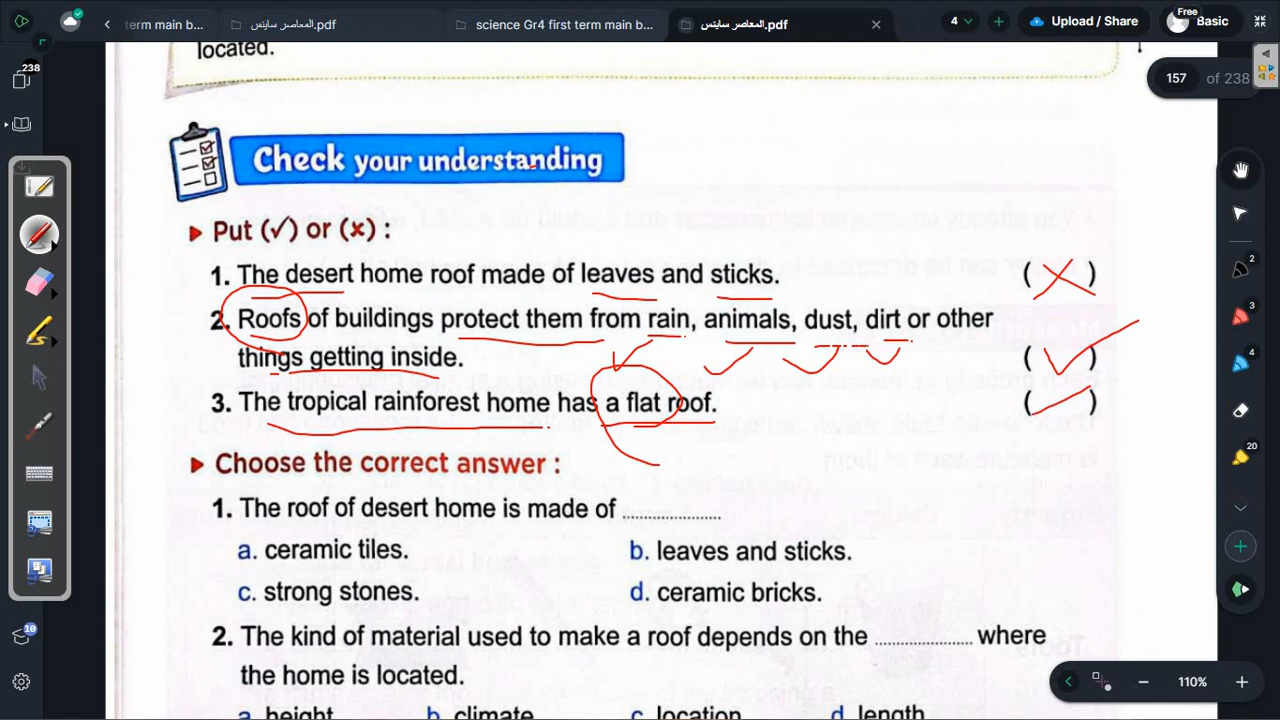 term main b...
المعاصر ساينس.pdf
science Gr4 first term main b...
المعاصر ساينس.pdf
4
Upload / Share
Free
Basic
238
157 of 238
located.
Check your understanding
Put (✓) or (✗) :
1. The desert home roof made of leaves and sticks. ( ✗ )
2. Roofs of buildings protect them from rain, animals, dust, dirt or other
things getting inside. ( ✓ )
3. The tropical rainforest home has a flat roof. ( )
Choose the correct answer :
1. The roof of desert home is made of ....................
a. ceramic tiles. b. leaves and sticks.
c. strong stones. d. ceramic bricks.
2. The kind of material used to make a roof depends on the .................... where
the home is located.
a. height b. climate c. location d. length
2
3
4
20
10
110%